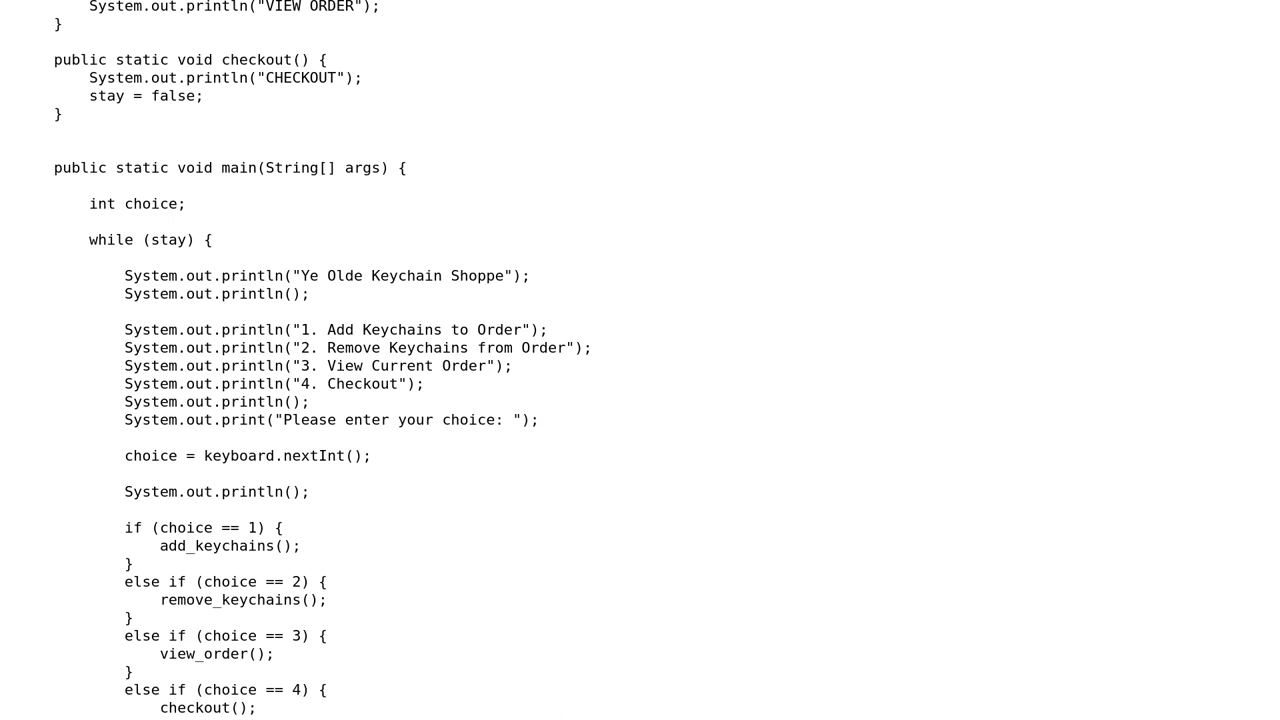 System.out.println("VIEW ORDER");
    }

    public static void checkout() {
        System.out.println("CHECKOUT");
        stay = false;
    }


    public static void main(String[] args) {

        int choice;

        while (stay) {

            System.out.println("Ye Olde Keychain Shoppe");
            System.out.println();

            System.out.println("1. Add Keychains to Order");
            System.out.println("2. Remove Keychains from Order");
            System.out.println("3. View Current Order");
            System.out.println("4. Checkout");
            System.out.println();
            System.out.print("Please enter your choice: ");

            choice = keyboard.nextInt();

            System.out.println();

            if (choice == 1) {
                add_keychains();
            }
            else if (choice == 2) {
                remove_keychains();
            }
            else if (choice == 3) {
                view_order();
            }
            else if (choice == 4) {
                checkout();